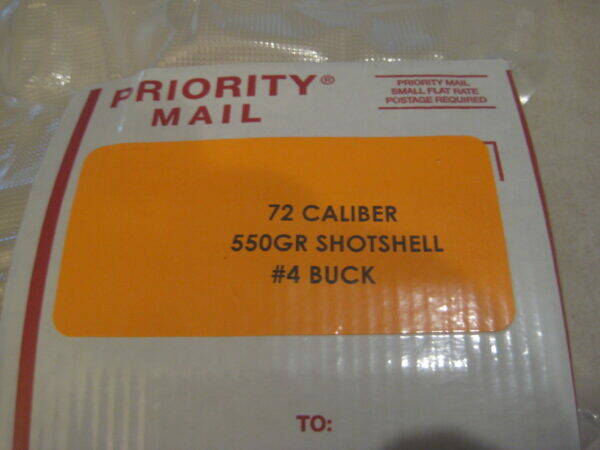 PRIORITY®
MAIL
PRIORITY MAIL
SMALL FLAT RATE
POSTAGE REQUIRED
72 CALIBER
550GR SHOTSHELL
#4 BUCK
TO: